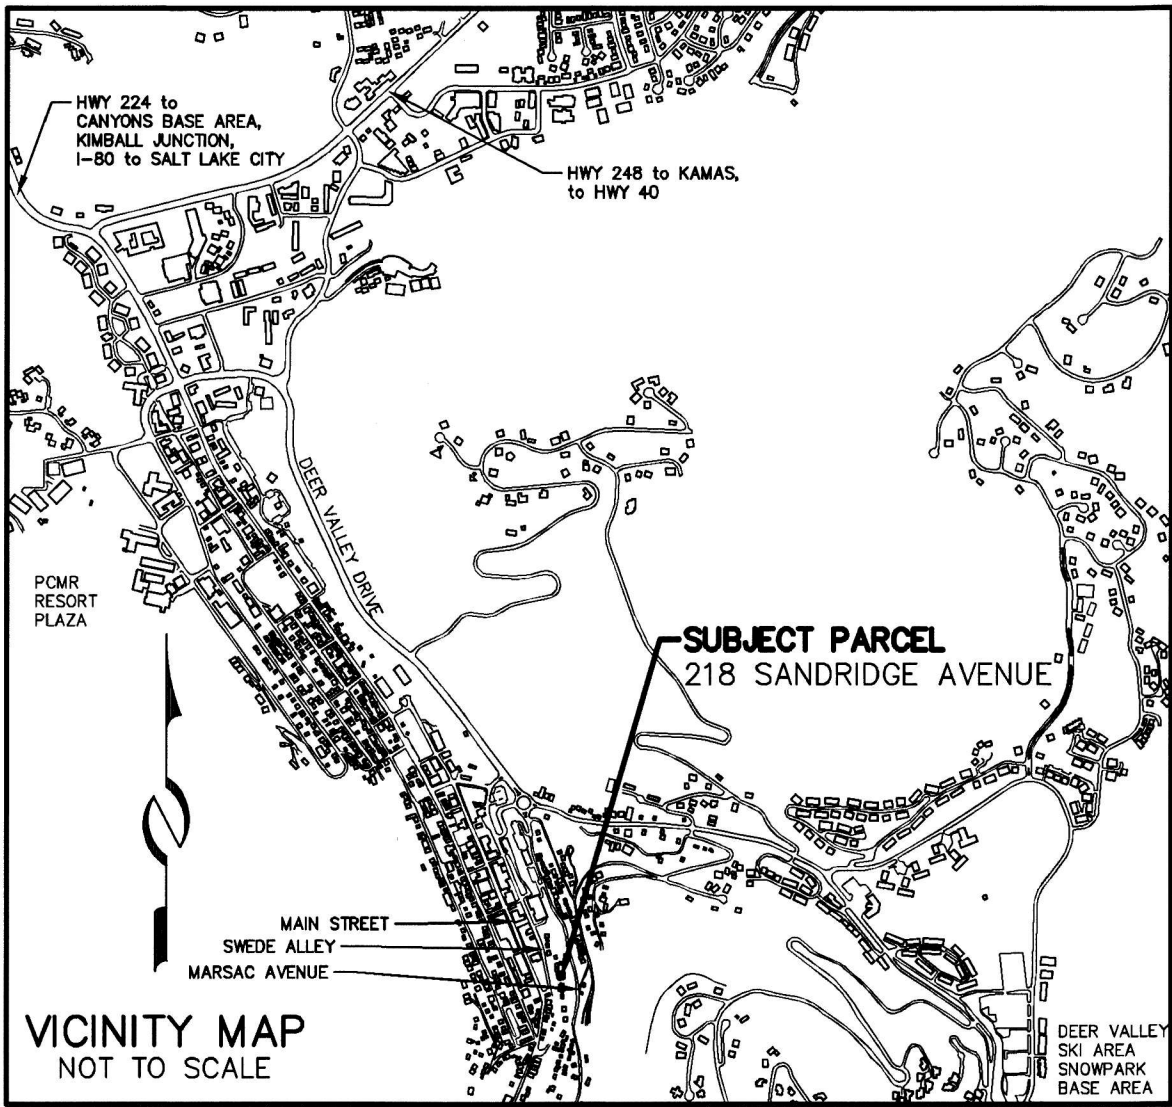 HWY 224 to
CANYONS BASE AREA,
KIMBALL JUNCTION,
I-80 to SALT LAKE CITY
HWY 248 to KAMAS,
to HWY 40
DEER VALLEY DRIVE
PCMR
RESORT
PLAZA
SUBJECT PARCEL
218 SANDRIDGE AVENUE
MAIN STREET
SWEDE ALLEY
MARSAC AVENUE
VICINITY MAP
NOT TO SCALE
DEER VALLEY
SKI AREA
SNOWPARK
BASE AREA